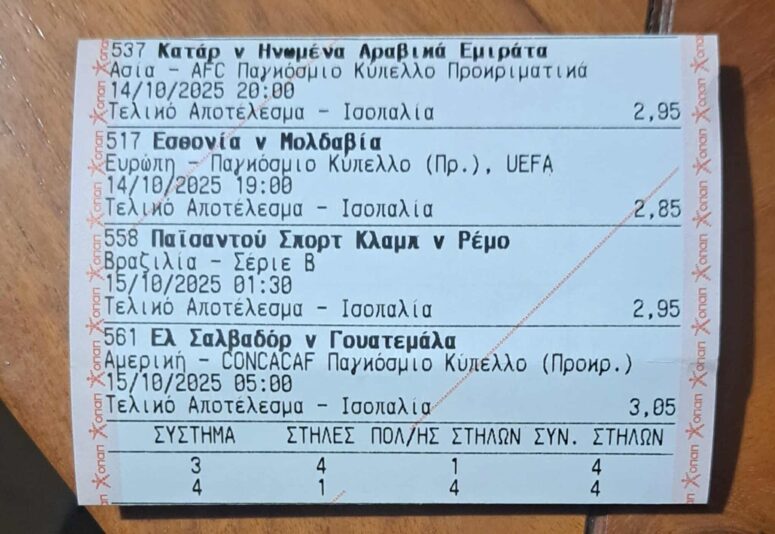 537 Κατάρ v Ηνωμένα Αραβικά Εμιράτα
Ασία - AFC Παγκόσμιο Κύπελλο Προκριματικά
14/10/2025 20:00
Τελικό Αποτέλεσμα - Ισοπαλία 2,95
517 Εσθονία v Μολδαβία
Ευρώπη - Παγκόσμιο Κύπελλο (Πρ.), UEFA
14/10/2025 19:00
Τελικό Αποτέλεσμα - Ισοπαλία 2,85
558 Παϊσαντού Σπορτ Κλαμπ v Ρέμο
Βραζιλία - Σέριε Β
15/10/2025 01:30
Τελικό Αποτέλεσμα - Ισοπαλία 2,95
561 Ελ Σαλβαδόρ v Γουατεμάλα
Αμερική - CONCACAF Παγκόσμιο Κύπελλο (Προκρ.)
15/10/2025 05:00
Τελικό Αποτέλεσμα - Ισοπαλία 3,05
ΣΥΣΤΗΜΑ ΣΤΗΛΕΣ ΠΟΛ/ΗΣ ΣΤΗΛΩΝ ΣΥΝ. ΣΤΗΛΩΝ
3 4 1 4
4 1 4 4
οπαπ